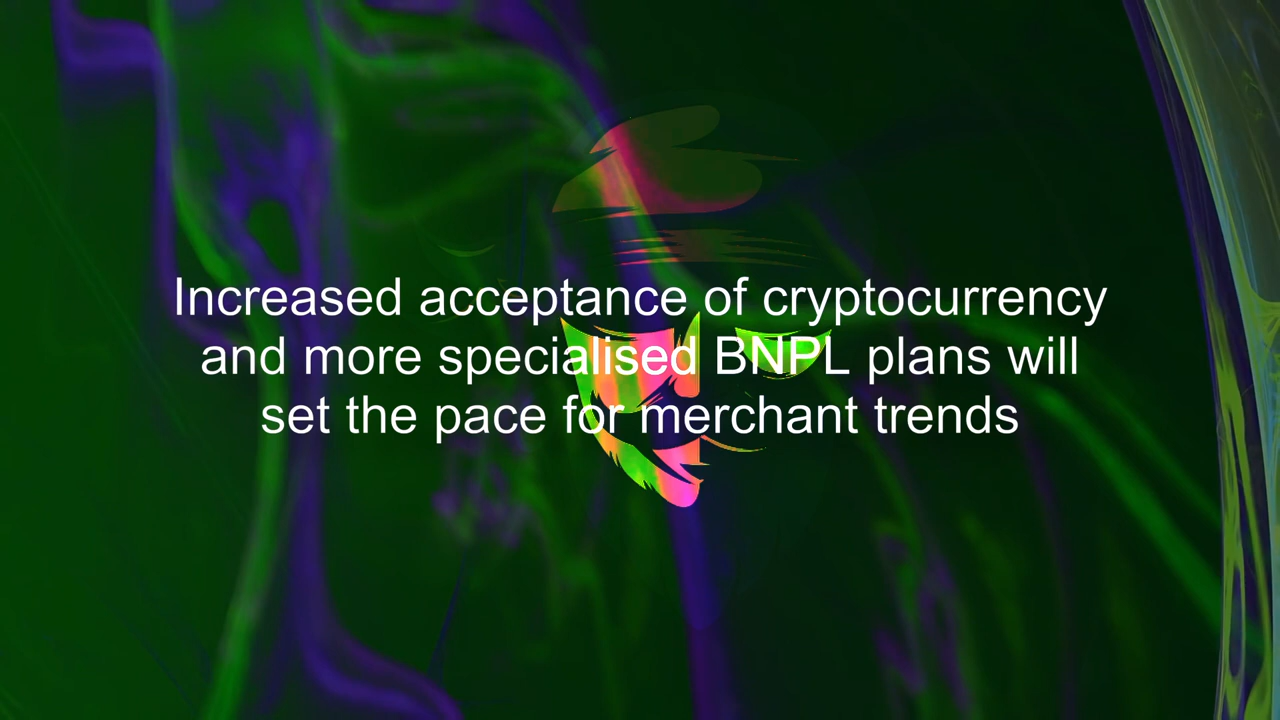 Increased acceptance of cryptocurrency
and more specialised BNPL plans will
set the pace for merchant trends